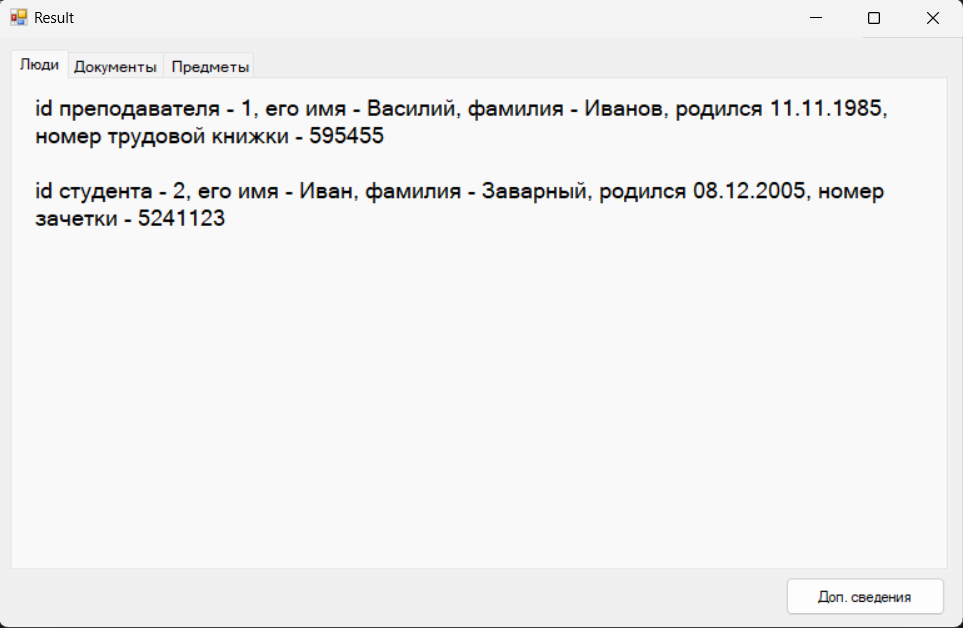 Result
Люди Документы Предметы
id преподавателя - 1, его имя - Василий, фамилия - Иванов, родился 11.11.1985,
номер трудовой книжки - 595455
id студента - 2, его имя - Иван, фамилия - Заварный, родился 08.12.2005, номер
зачетки - 5241123
Доп. сведения